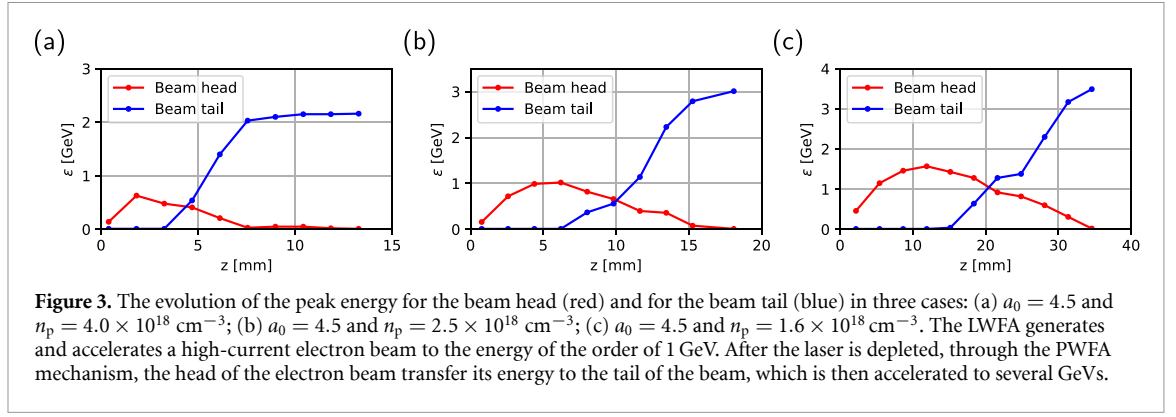 (a)
(b)
(c)
3
2
1
0
ε [GeV]
Beam head
Beam tail
0
5
10
15
z [mm]
3
2
1
0
ε [GeV]
Beam head
Beam tail
0
5
10
15
20
z [mm]
4
3
2
1
0
ε [GeV]
Beam head
Beam tail
0
10
20
30
40
z [mm]
Figure 3. The evolution of the peak energy for the beam head (red) and for the beam tail (blue) in three cases: (a) a₀ = 4.5 and
nₚ = 4.0 × 10¹⁸ cm⁻³; (b) a₀ = 4.5 and nₚ = 2.5 × 10¹⁸ cm⁻³; (c) a₀ = 4.5 and nₚ = 1.6 × 10¹⁸ cm⁻³. The LWFA generates
and accelerates a high-current electron beam to the energy of the order of 1 GeV. After the laser is depleted, through the PWFA
mechanism, the head of the electron beam transfer its energy to the tail of the beam, which is then accelerated to several GeVs.